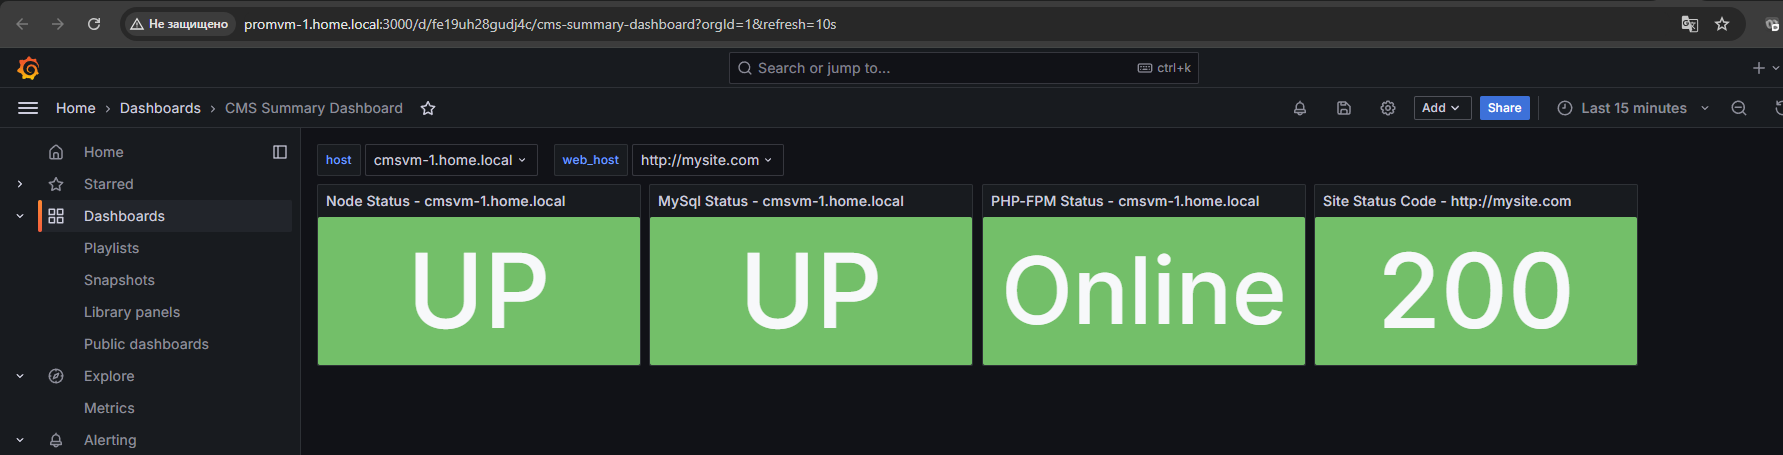 Не защищено promvm-1.home.local:3000/d/fe19uh28gudj4c/cms-summary-dashboard?orgId=1&refresh=10s
Search or jump to... ctrl+k
Home › Dashboards › CMS Summary Dashboard Add Share Last 15 minutes
Home
Starred
Dashboards
Playlists
Snapshots
Library panels
Public dashboards
Explore
Metrics
Alerting
host cmsvm-1.home.local web_host http://mysite.com
Node Status - cmsvm-1.home.local
UP
MySql Status - cmsvm-1.home.local
UP
PHP-FPM Status - cmsvm-1.home.local
Online
Site Status Code - http://mysite.com
200